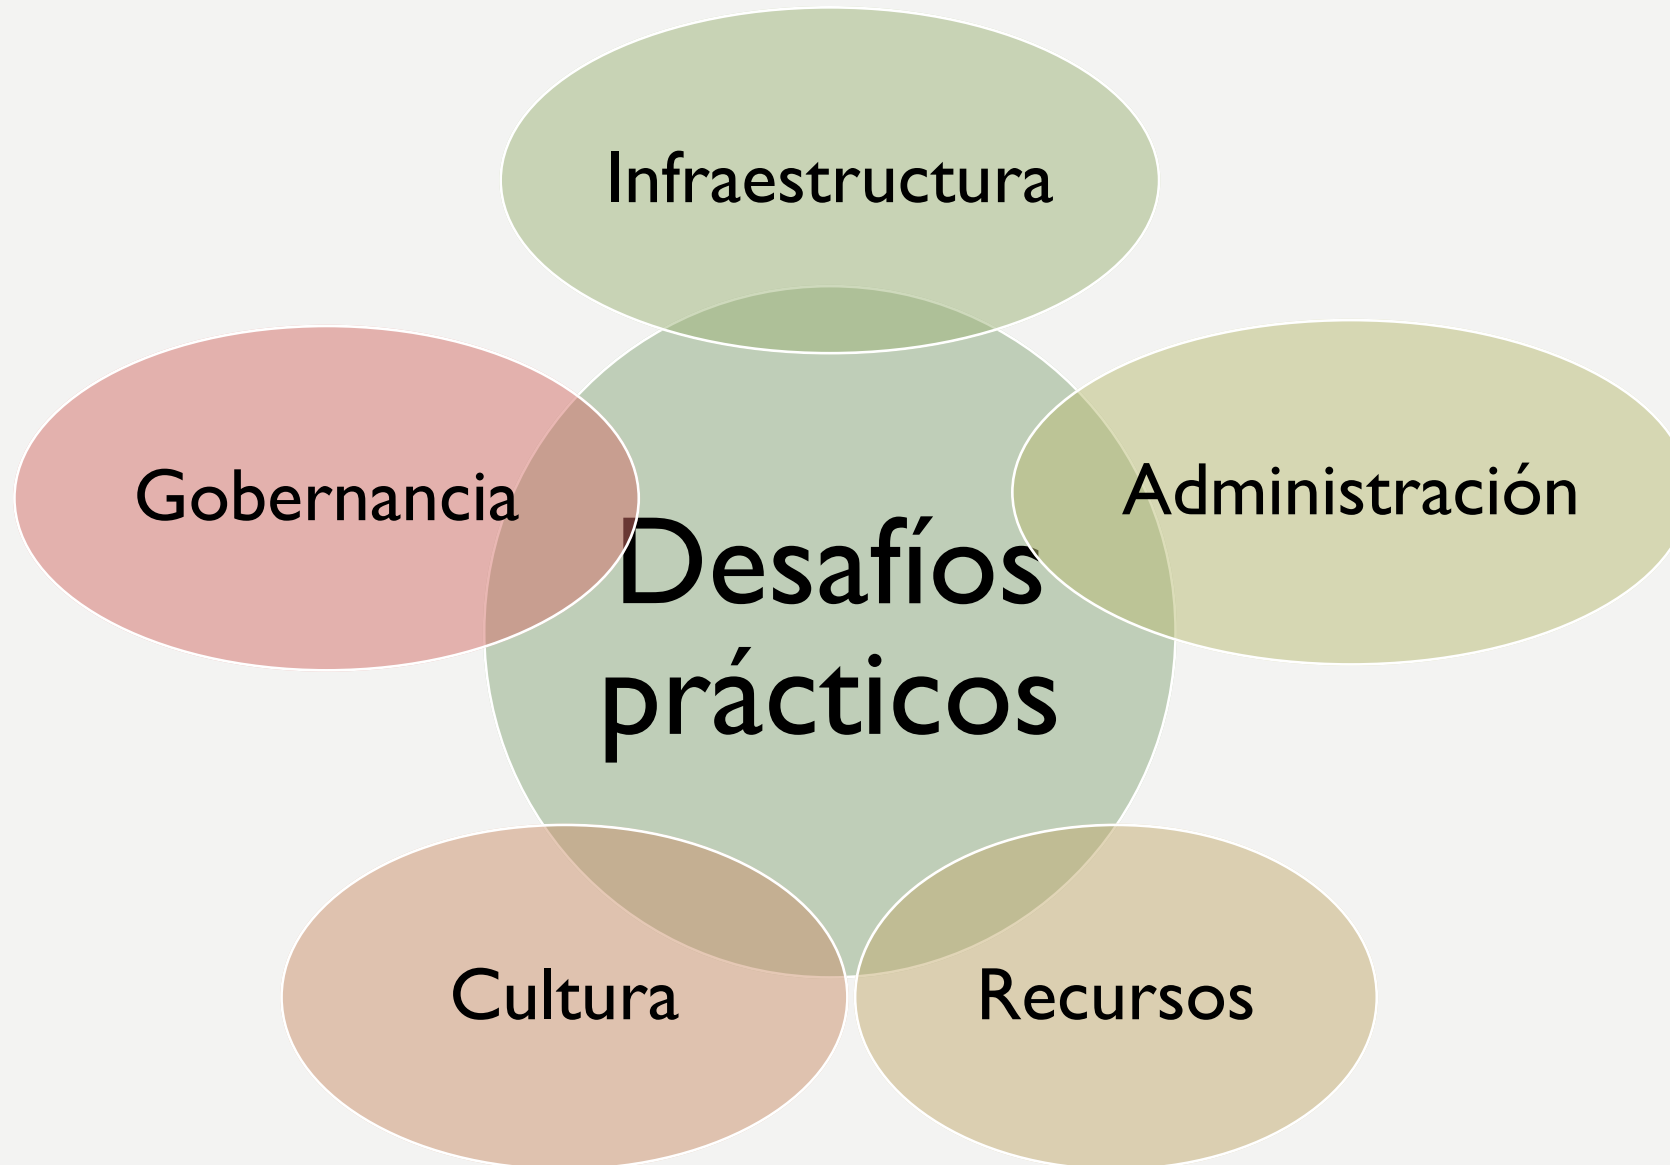 Infraestructura
Gobernancia
Administración
Desafíos
prácticos
Cultura
Recursos